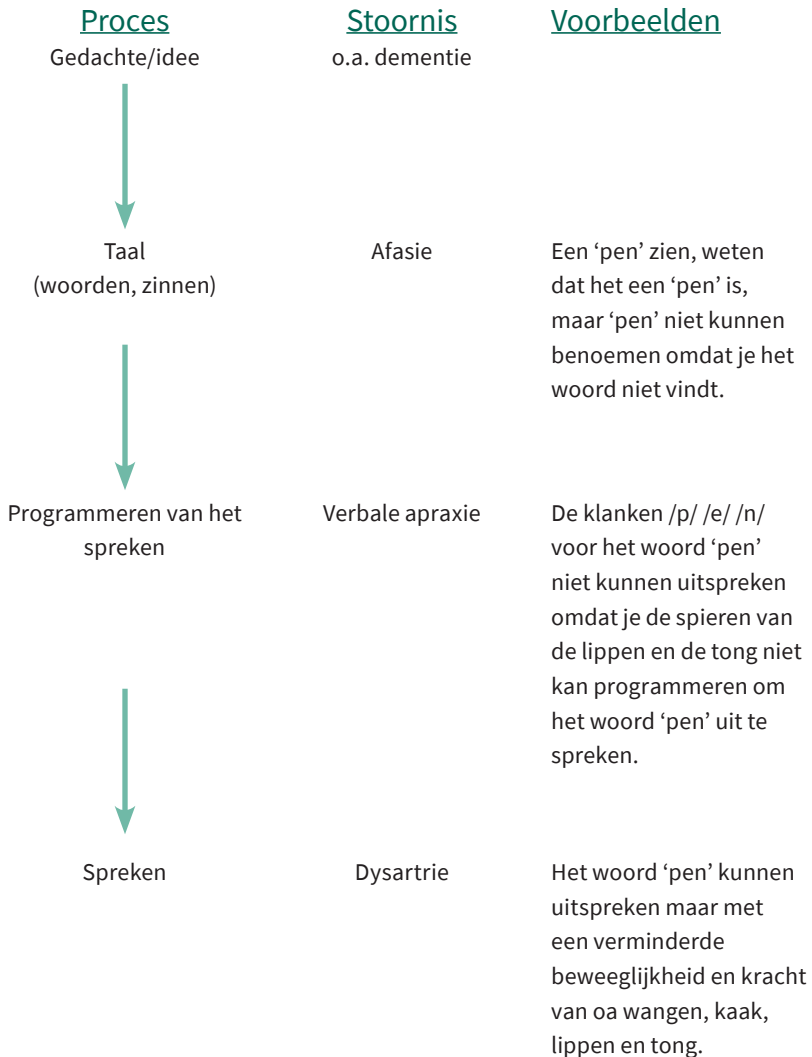 Proces Stoornis Voorbeelden
Gedachte/idee o.a. dementie
Taal Afasie Een ‘pen’ zien, weten
(woorden, zinnen) dat het een ‘pen’ is,
maar ‘pen’ niet kunnen
benoemen omdat je het
woord niet vindt.
Programmeren van het Verbale apraxie De klanken /p/ /e/ /n/
spreken voor het woord ‘pen’
niet kunnen uitspreken
omdat je de spieren van
de lippen en de tong niet
kan programmeren om
het woord ‘pen’ uit te
spreken.
Spreken Dysartrie Het woord ‘pen’ kunnen
uitspreken maar met
een verminderde
beweeglijkheid en kracht
van oa wangen, kaak,
lippen en tong.